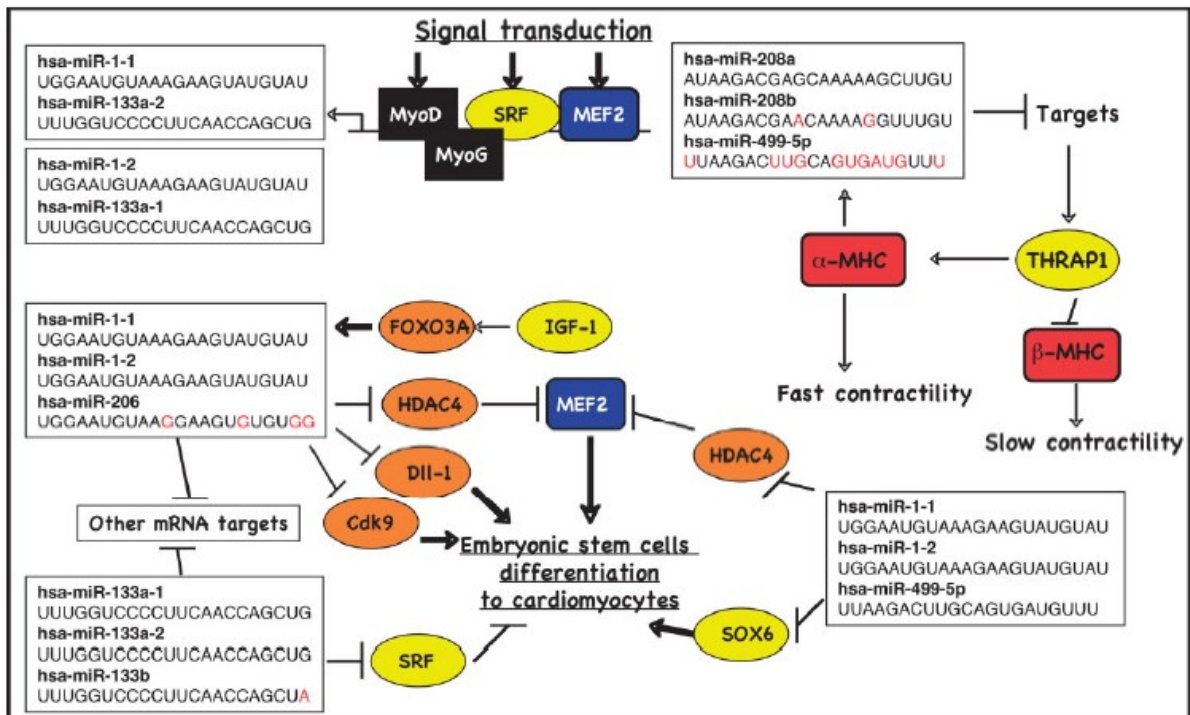 Signal transduction
hsa-miR-1-1
UGGAAUGUAAAGAAGUAUGUAU
hsa-miR-133a-2
UUUGGUCCCCUUCAACCAGCUG
hsa-miR-1-2
UGGAAUGUAAAGAAGUAUGUAU
hsa-miR-133a-1
UUUGGUCCCCUUCAACCAGCUG
MyoD
SRF
MEF2
MyoG
hsa-miR-208a
AUAAGACGAGCAAAAAGCUUGU
hsa-miR-208b
AUAAGACGAACAAAAGGUUUGU
hsa-miR-499-5p
UUAAGACUUGCAGUGAUGUUU
Targets
α-MHC
THRAP1
β-MHC
Fast contractility
Slow contractility
hsa-miR-1-1
UGGAAUGUAAAGAAGUAUGUAU
hsa-miR-1-2
UGGAAUGUAAAGAAGUAUGUAU
hsa-miR-206
UGGAAUGUAAGGAAGUGUGUGG
FOXO3A
IGF-1
HDAC4
MEF2
Dll-1
Cdk9
HDAC4
Other mRNA targets
Embryonic stem cells
differentiation
to cardiomyocytes
hsa-miR-1-1
UGGAAUGUAAAGAAGUAUGUAU
hsa-miR-1-2
UGGAAUGUAAAGAAGUAUGUAU
hsa-miR-499-5p
UUAAGACUUGCAGUGAUGUUU
SOX6
hsa-miR-133a-1
UUUGGUCCCCUUCAACCAGCUG
hsa-miR-133a-2
UUUGGUCCCCUUCAACCAGCUG
hsa-miR-133b
UUUGGUCCCCUUCAACCAGCUA
SRF